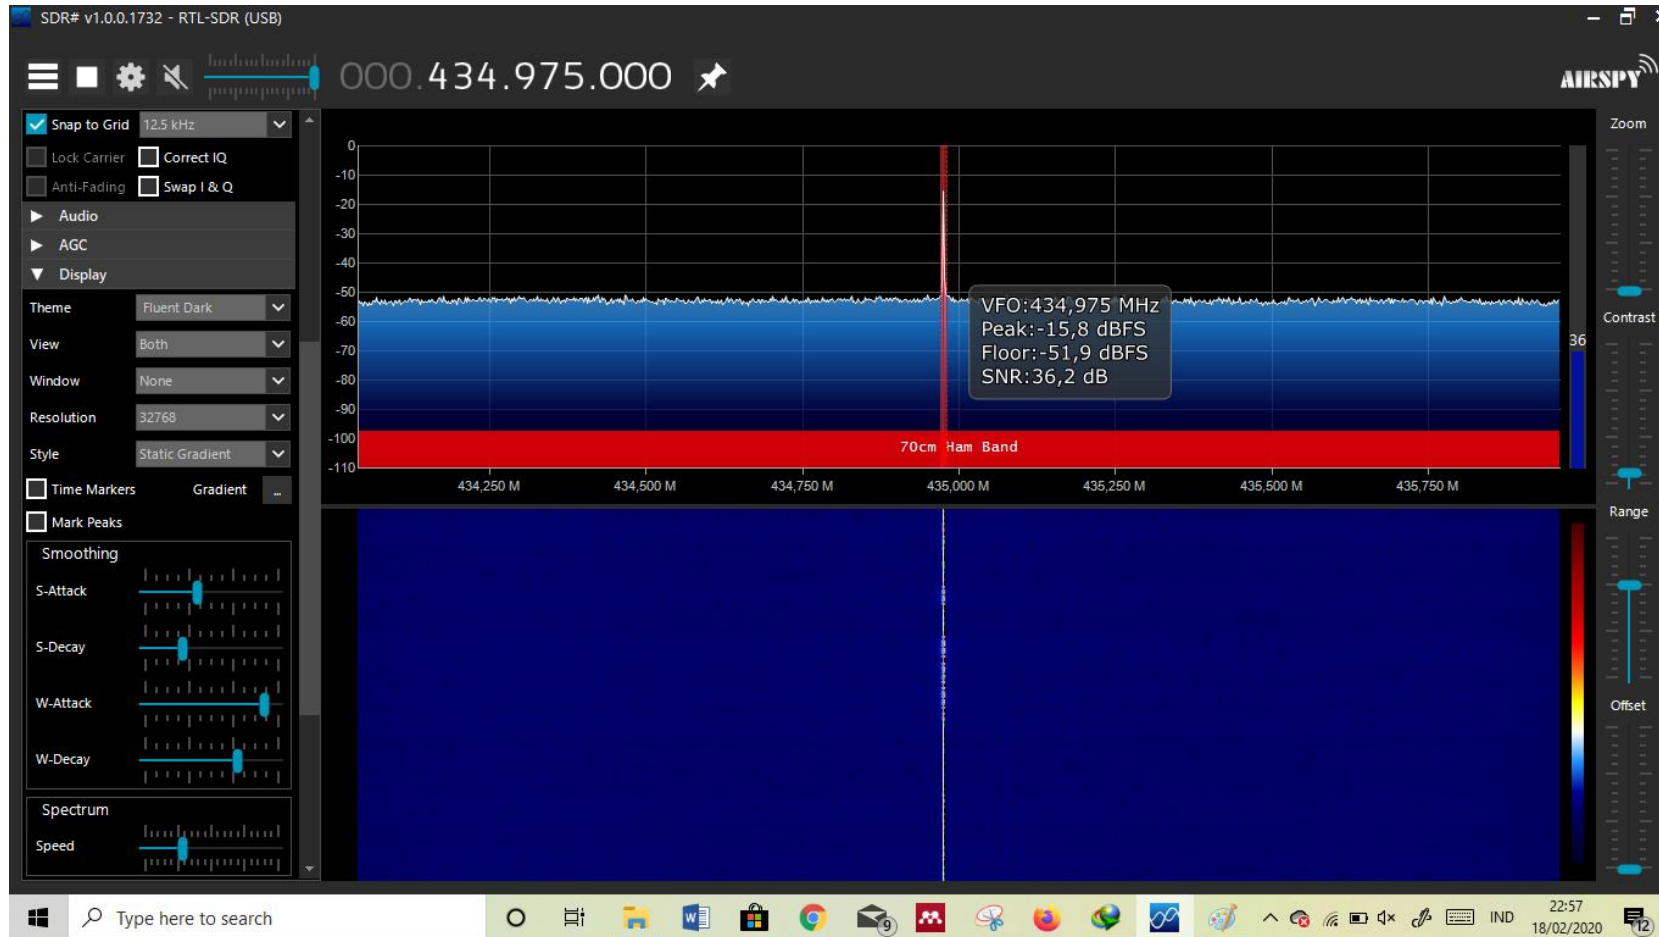 SDR# v1.0.0.1732 - RTL-SDR (USB)
000.434.975.000
AIRSPY
Snap to Grid 12.5 kHz
Lock Carrier Correct IQ
Anti-Fading Swap I & Q
Audio
AGC
Display
Theme Fluent Dark
View Both
Window None
Resolution 32768
Style Static Gradient
Time Markers Gradient ...
Mark Peaks
Smoothing
S-Attack
S-Decay
W-Attack
W-Decay
Spectrum
Speed
0
-10
-20
-30
-40
-50
-60
-70
-80
-90
-100
-110
VFO:434,975 MHz
Peak:-15,8 dBFS
Floor:-51,9 dBFS
SNR:36,2 dB
70cm Ham Band
434,250 M 434,500 M 434,750 M 435,000 M 435,250 M 435,500 M 435,750 M
36
Zoom
Contrast
Range
Offset
Type here to search
9
IND
22:57
18/02/2020
12